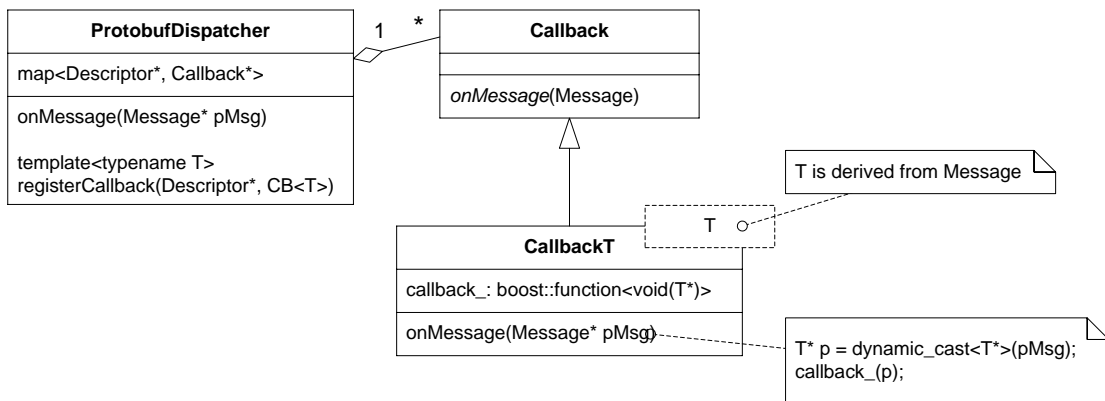 ProtobufDispatcher
map<Descriptor*, Callback*>
onMessage(Message* pMsg)
template<typename T>
registerCallback(Descriptor*, CB<T>)
1
*
Callback
onMessage(Message)
T is derived from Message
T
CallbackT
callback_: boost::function<void(T*)>
onMessage(Message* pMsg)
T* p = dynamic_cast<T*>(pMsg);
callback_(p);